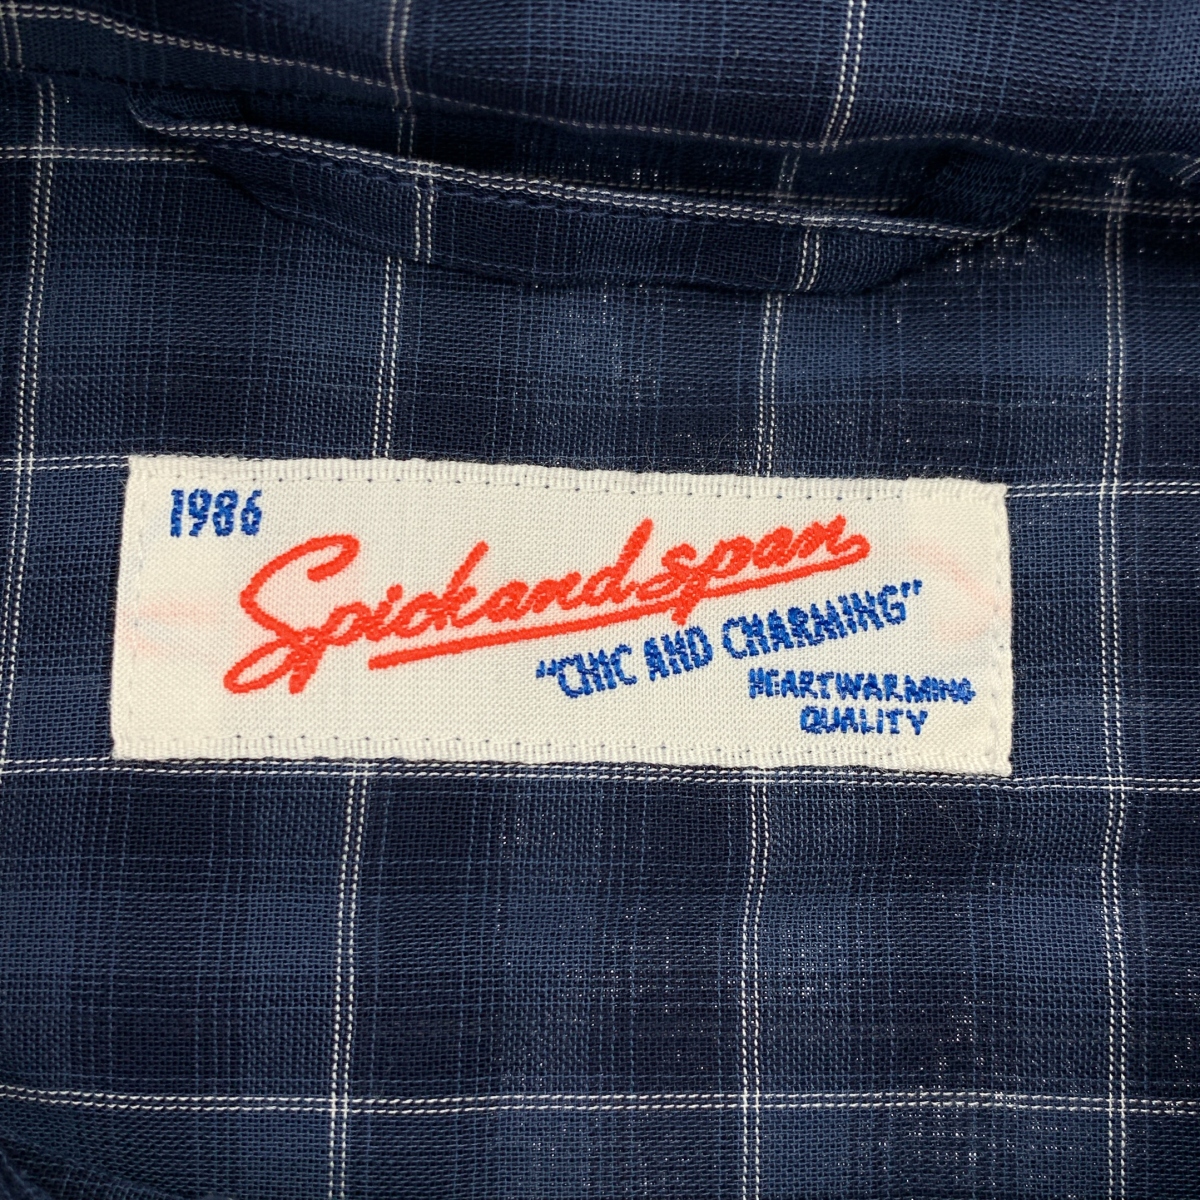 1986
Spickandspan
"CHIC AND CHARMING"
HEARTWARMING
QUALITY